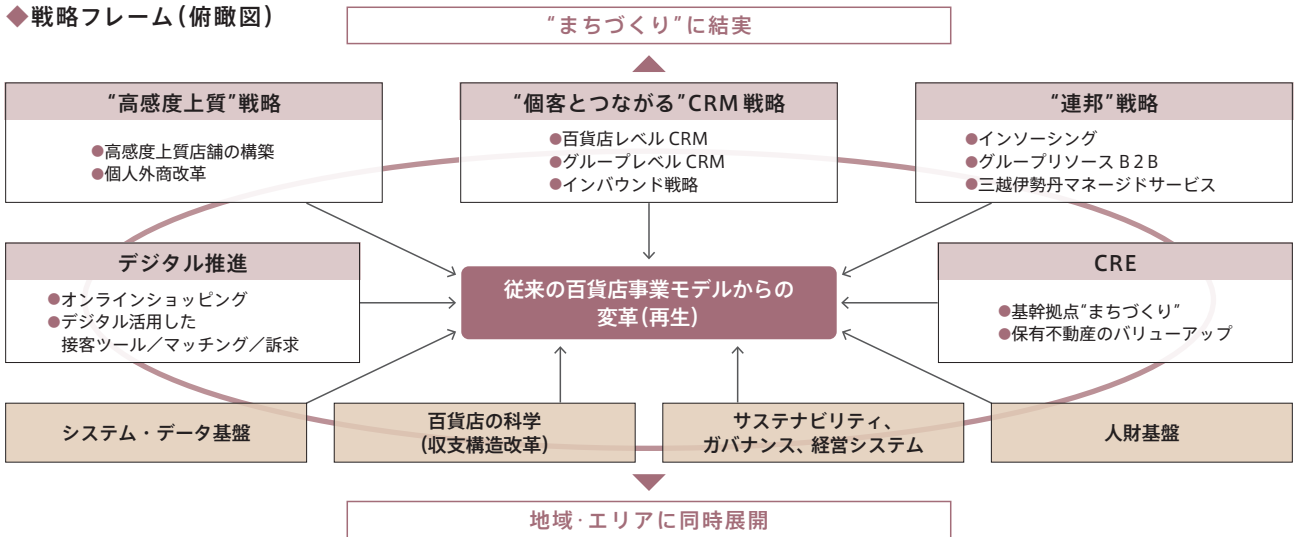 ◆戦略フレーム(俯瞰図)
“まちづくり”に結実
“高感度上質”戦略
●高感度上質店舗の構築
●個人外商改革
“個客とつながる”CRM戦略
●百貨店レベル CRM
●グループレベル CRM
●インバウンド戦略
“連邦”戦略
●インソーシング
●グループリソース B2B
●三越伊勢丹マネージドサービス
デジタル推進
●オンラインショッピング
●デジタル活用した
接客ツール／マッチング／訴求
従来の百貨店事業モデルからの
変革(再生)
CRE
●基幹拠点“まちづくり”
●保有不動産のバリューアップ
システム・データ基盤
百貨店の科学
(収支構造改革)
サステナビリティ、
ガバナンス、経営システム
人財基盤
地域・エリアに同時展開